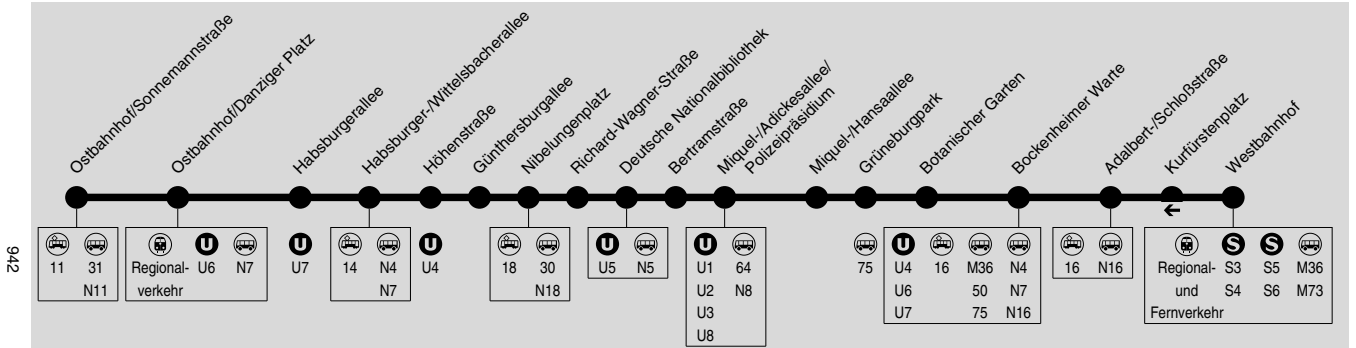 Ostbahnhof/Sonnemannstraße
Ostbahnhof/Danziger Platz
Habsburgerallee
Habsburger-/Wittelsbacherallee
Höhenstraße
Günthersburgallee
Nibelungenplatz
Richard-Wagner-Straße
Deutsche Nationalbibliothek
Bertramstraße
Miquel-/Adickesallee/
Polizeipräsidium
Miquel-/Hansaallee
Grüneburgpark
Botanischer Garten
Bockenheimer Warte
Adalbert-/Schloßstraße
Kurfürstenplatz
Westbahnhof
942
11 31
N11
U
Regional- U6 N7
verkehr
U
U7
14 N4
N7
U
U4
18 30
N18
U
U5 N5
U
U1 64
U2 N8
U3
U8
75
U
U4 16 M36 N4
U6 50 N7
U7 75 N16
16 N16
S S
Regional- S3 S5 M36
und S4 S6 M73
Fernverkehr